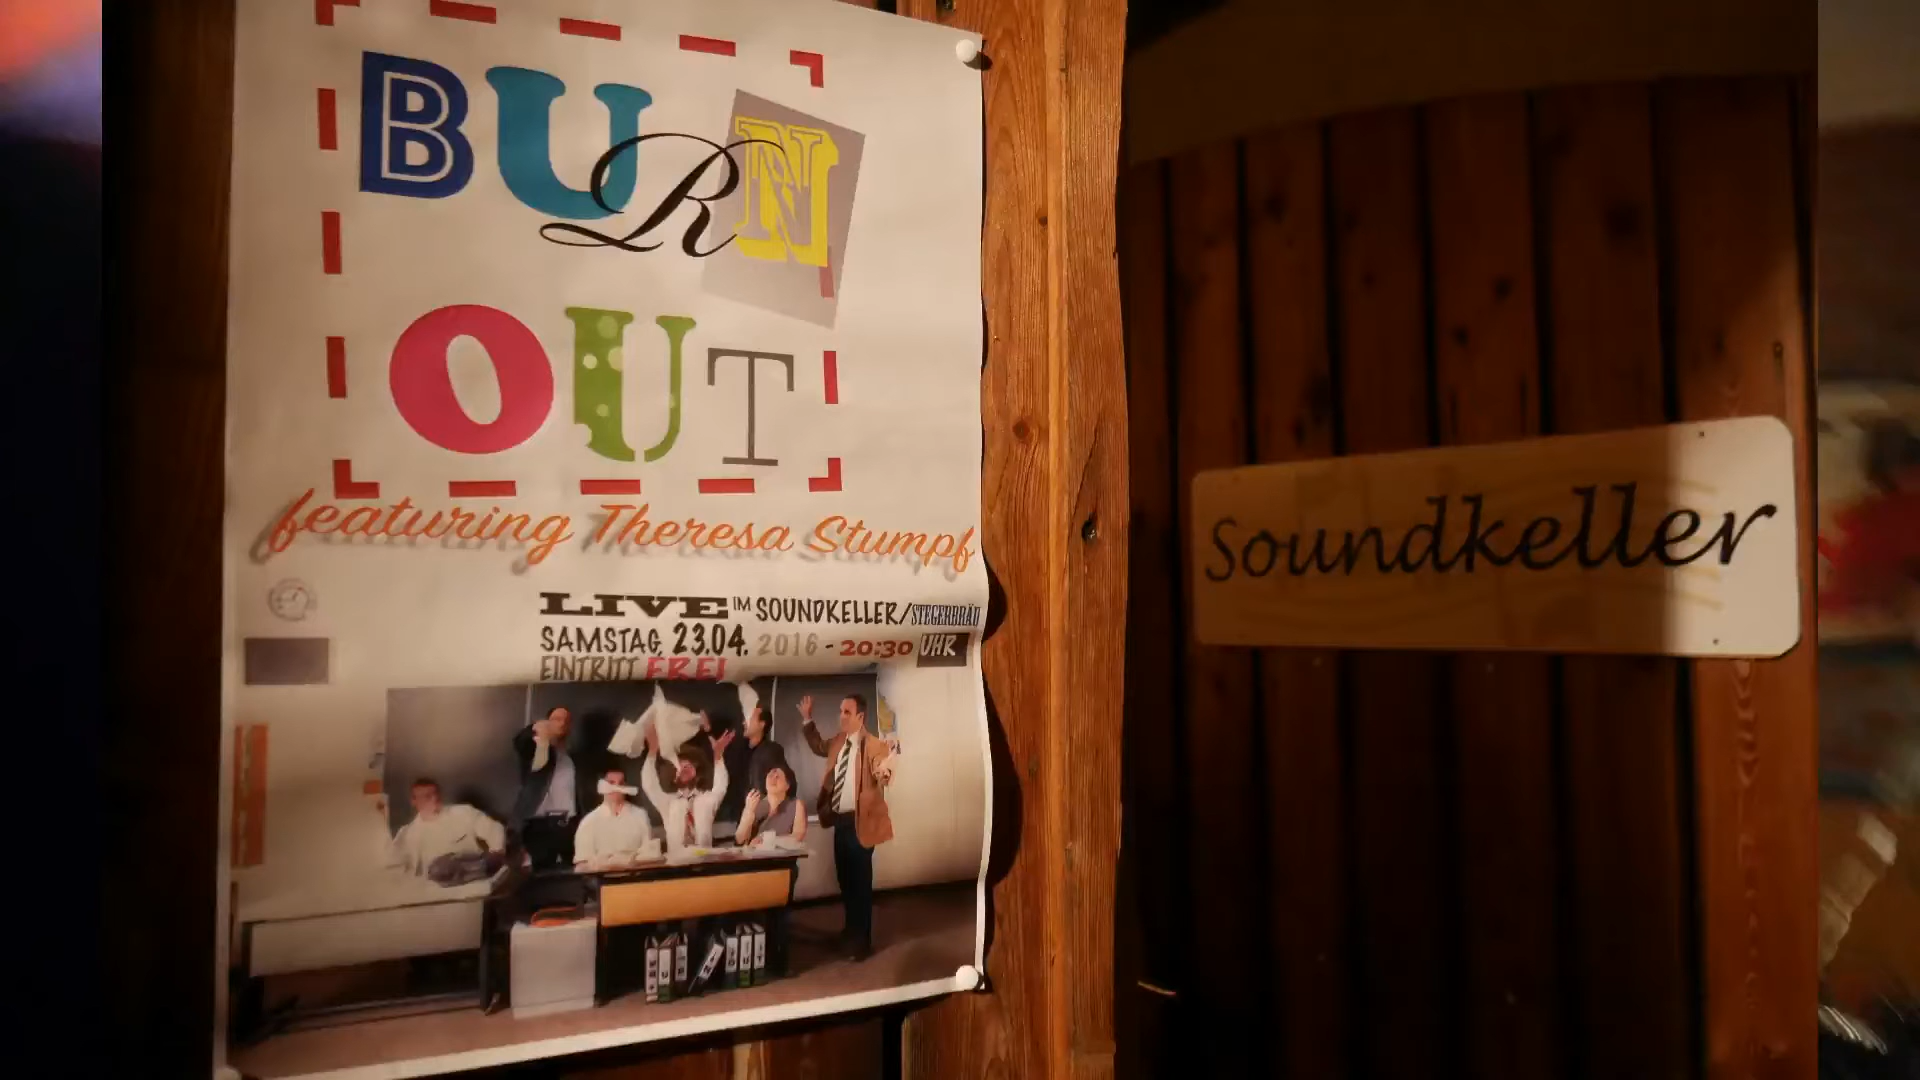 BURN
OUT
featuring Theresa Stumpf
LIVE IM SOUNDKELLER/STEGERBRÄU
SAMSTAG, 23.04. 2016 - 20:30 UHR
EINTRITT FREI
Soundkeller